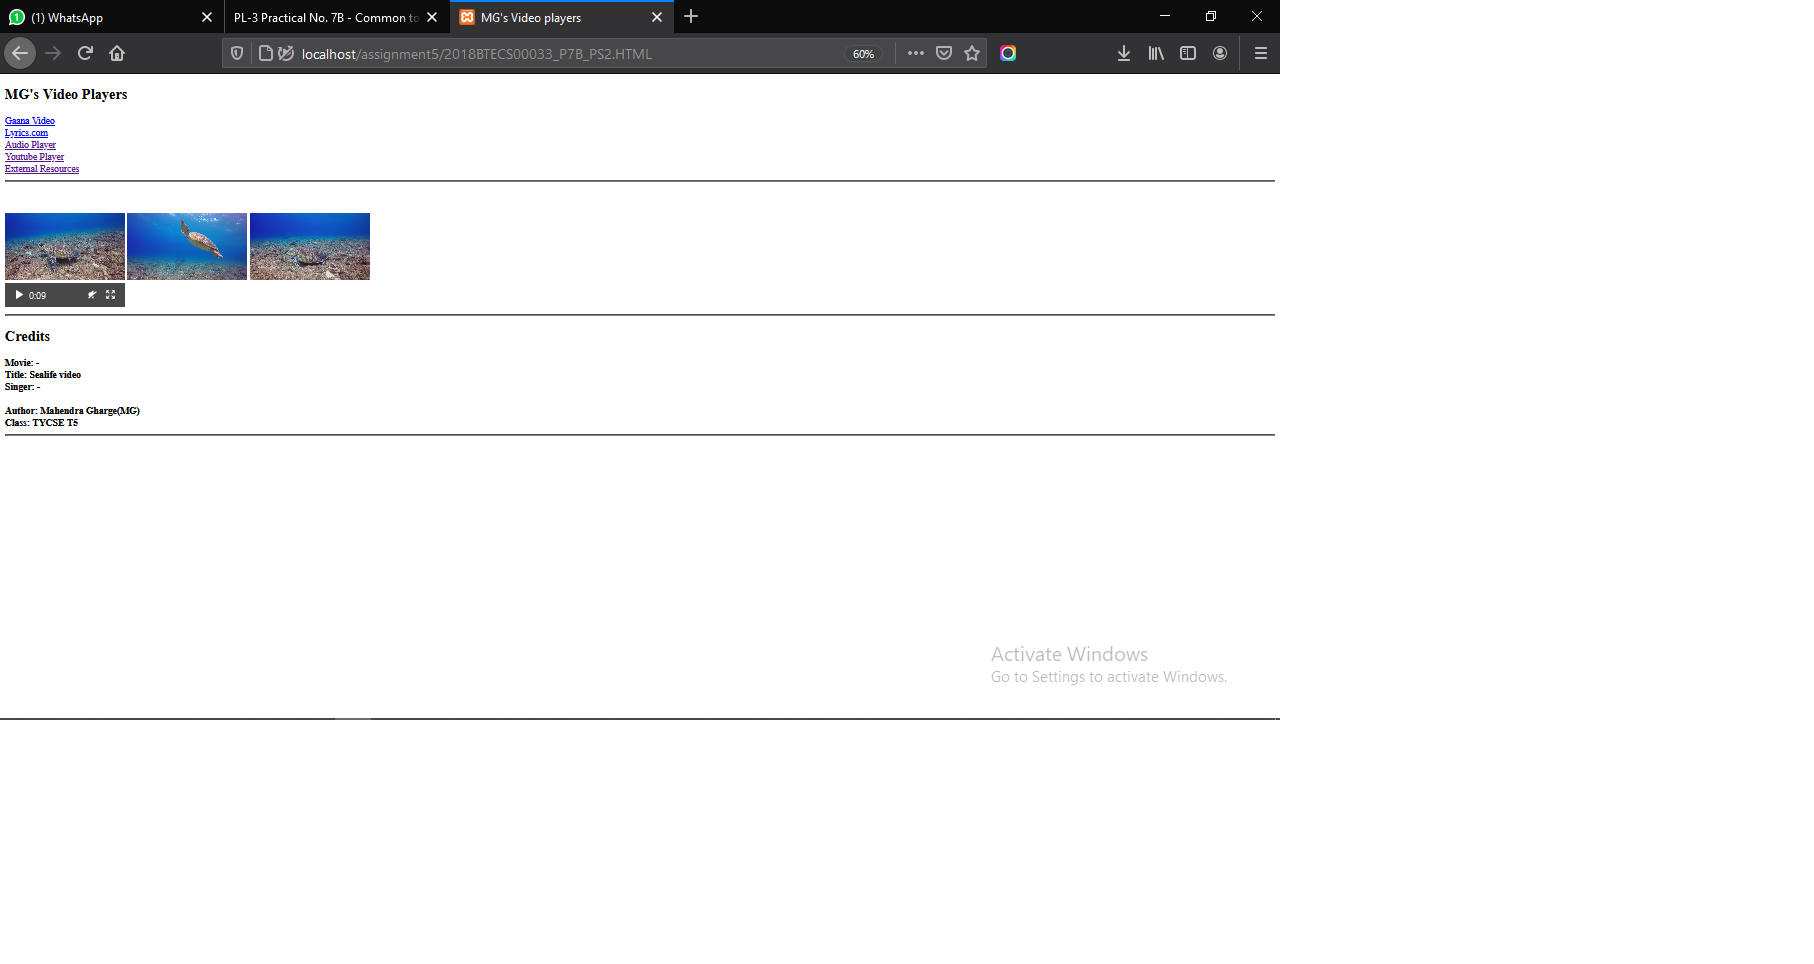 (1) WhatsApp
PL-3 Practical No. 7B - Common to
MG's Video players
localhost/assignment5/2018BTECS00033_P7B_PS2.HTML
60%
MG's Video Players
Gaana Video
Lyrics.com
Audio Player
Youtube Player
External Resources
0:09
Credits
Movie: -
Title: Sealife video
Singer: -
Author: Mahendra Gharge(MG)
Class: TYCSE T5
Activate Windows
Go to Settings to activate Windows.